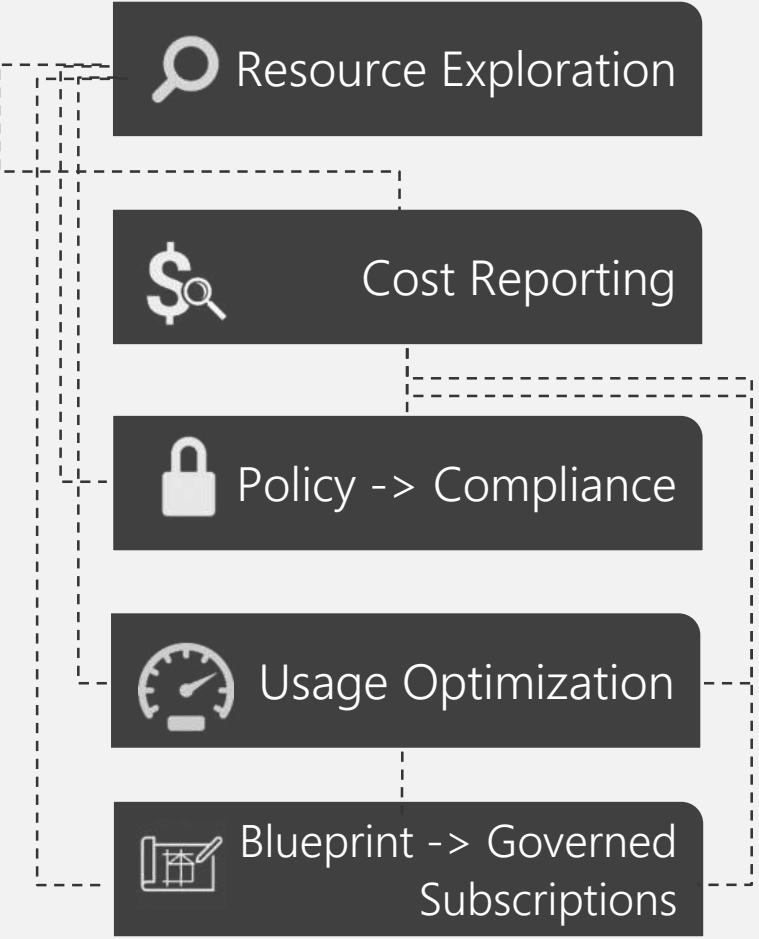 Resource Exploration
Cost Reporting
Policy -> Compliance
Usage Optimization
Blueprint -> Governed
Subscriptions